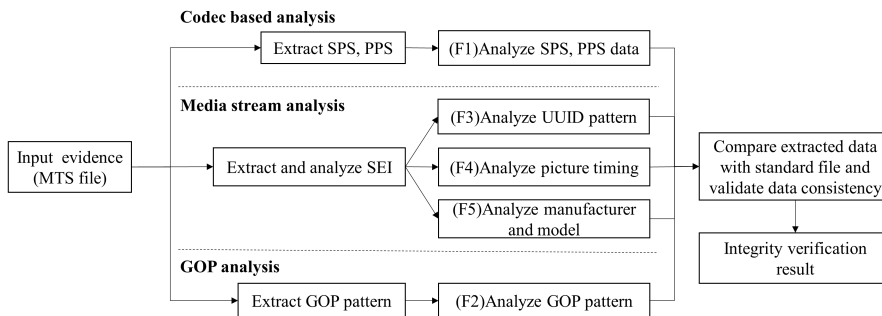 Codec based analysis
Extract SPS, PPS
(F1)Analyze SPS, PPS data
Media stream analysis
(F3)Analyze UUID pattern
Input evidence
(MTS file)
Extract and analyze SEI
(F4)Analyze picture timing
(F5)Analyze manufacturer
and model
Compare extracted data
with standard file and
validate data consistency
Integrity verification
result
GOP analysis
Extract GOP pattern
(F2)Analyze GOP pattern